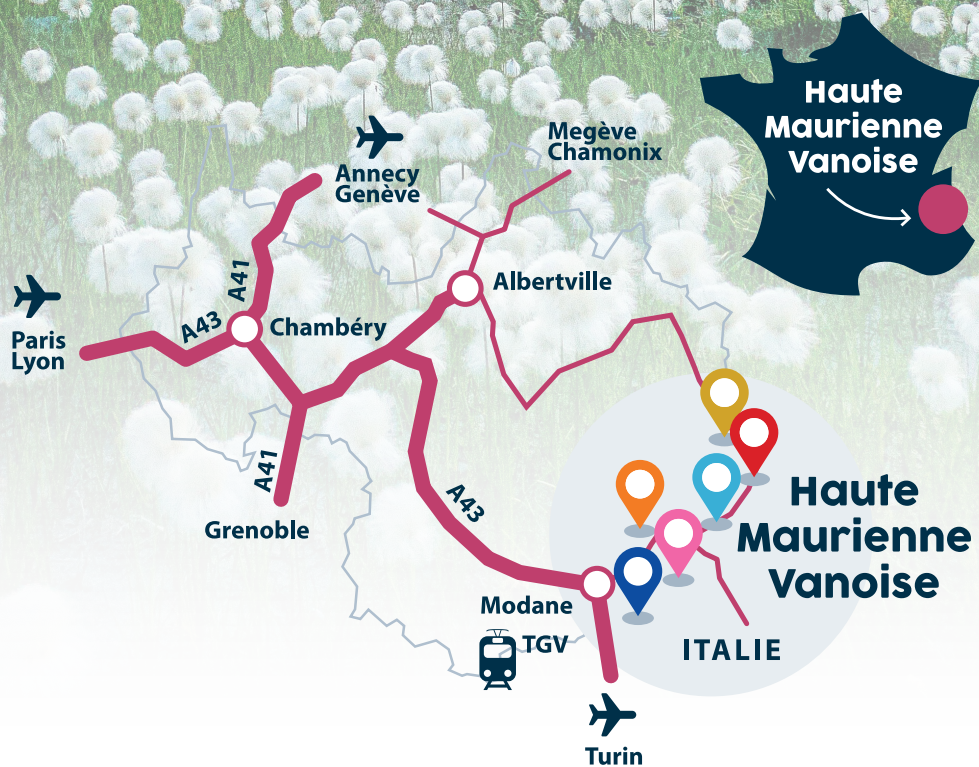 Haute
Maurienne
Vanoise
Megève
Chamonix
Annecy
Genève
A41
Albertville
Paris
Lyon
A43
Chambéry
A41
A43
Grenoble
Haute
Maurienne
Vanoise
Modane
TGV
ITALIE
Turin